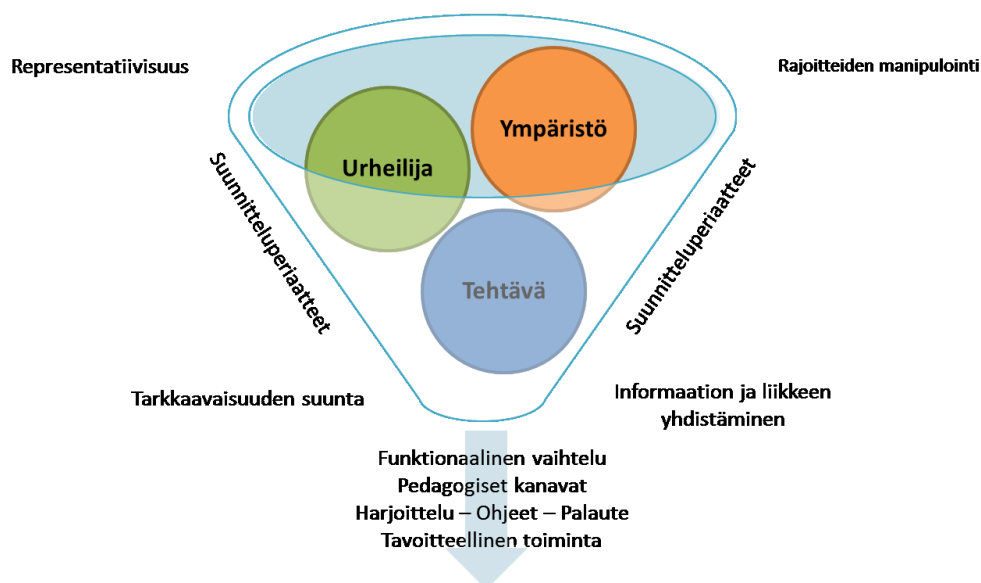 Representatiivisuus
Rajoitteiden manipulointi
Ympäristö
Urheilija
Suunnitteluperiaatteet
Suunnitteluperiaatteet
Tehtävä
Tarkkaavaisuuden suunta
Informaation ja liikkeen
yhdistäminen
Funktionaalinen vaihtelu
Pedagogiset kanavat
Harjoittelu – Ohjeet – Palaute
Tavoitteellinen toiminta